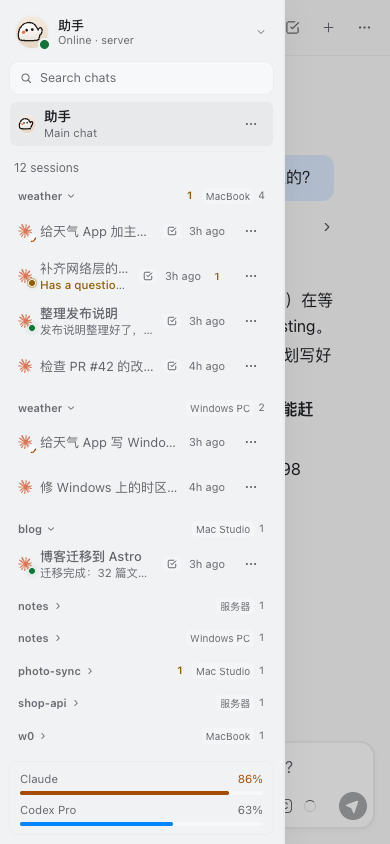 助手
Online · server
Search chats
助手
Main chat
12 sessions
weather 1 MacBook 4
给天气 App 加主... 3h ago
补齐网络层的... 3h ago 1
Has a questio...
整理发布说明 3h ago
发布说明整理好了，...
检查 PR #42 的改... 4h ago
weather Windows PC 2
给天气 App 写 Windo... 3h ago
修 Windows 上的时区... 4h ago
blog Mac Studio 1
博客迁移到 Astro 3h ago
迁移完成：32 篇文...
notes 服务器 1
notes Windows PC 1
photo-sync 1 Mac Studio 1
shop-api 服务器 1
w0 MacBook 1
Claude 86%
Codex Pro 63%
的?
）在等
sting。
划写好
能赶
98
?